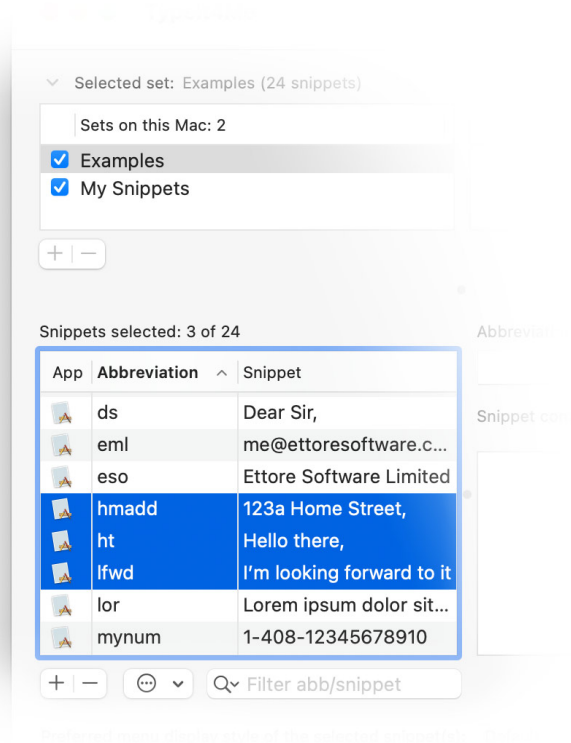 Selected set: Examples (24 snippets)
Sets on this Mac: 2
Examples
My Snippets
Snippets selected: 3 of 24
App Abbreviation Snippet
ds Dear Sir,
eml me@ettoresoftware.c...
eso Ettore Software Limited
hmadd 123a Home Street,
ht Hello there,
lfwd I’m looking forward to it
lor Lorem ipsum dolor sit...
mynum 1-408-12345678910
Filter abb/snippet
Snippet